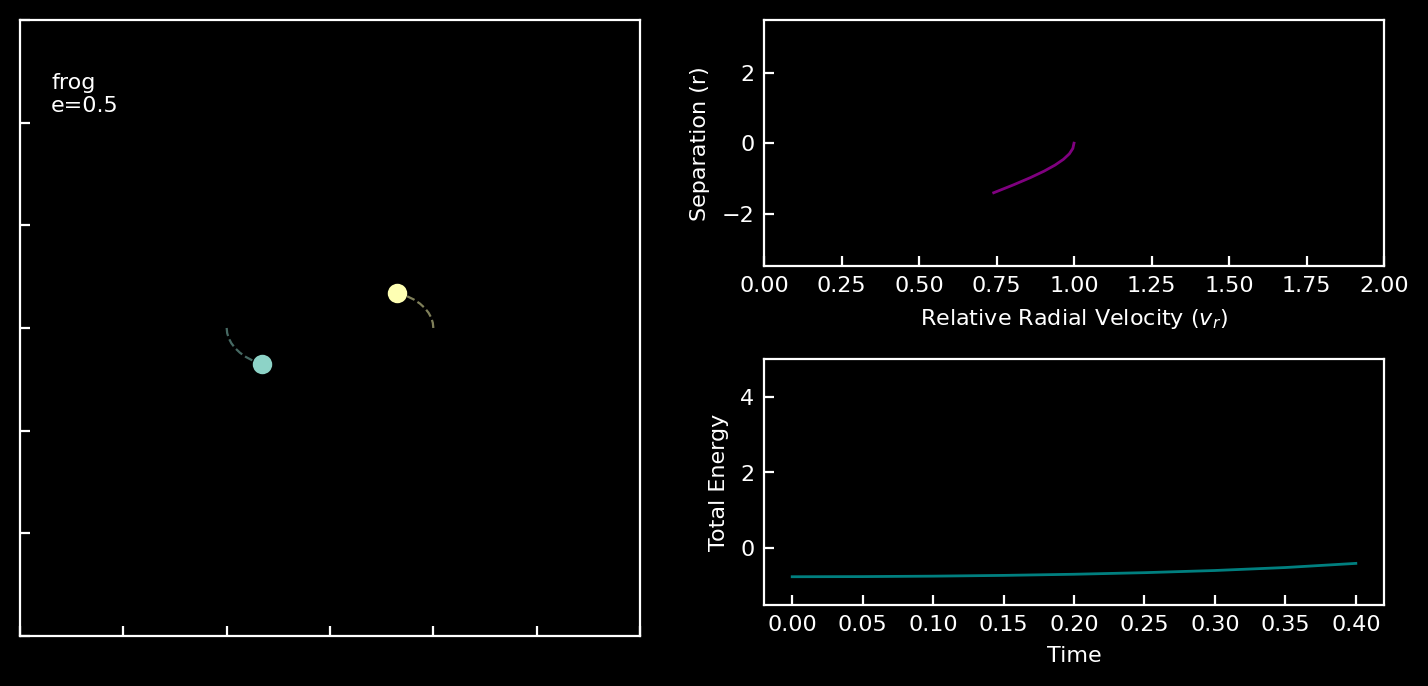 frog
e=0.5
Separation (r)
2
0
−2
0.00 0.25 0.50 0.75 1.00 1.25 1.50 1.75 2.00
Relative Radial Velocity (vᵣ)
Total Energy
4
2
0
0.00 0.05 0.10 0.15 0.20 0.25 0.30 0.35 0.40
Time